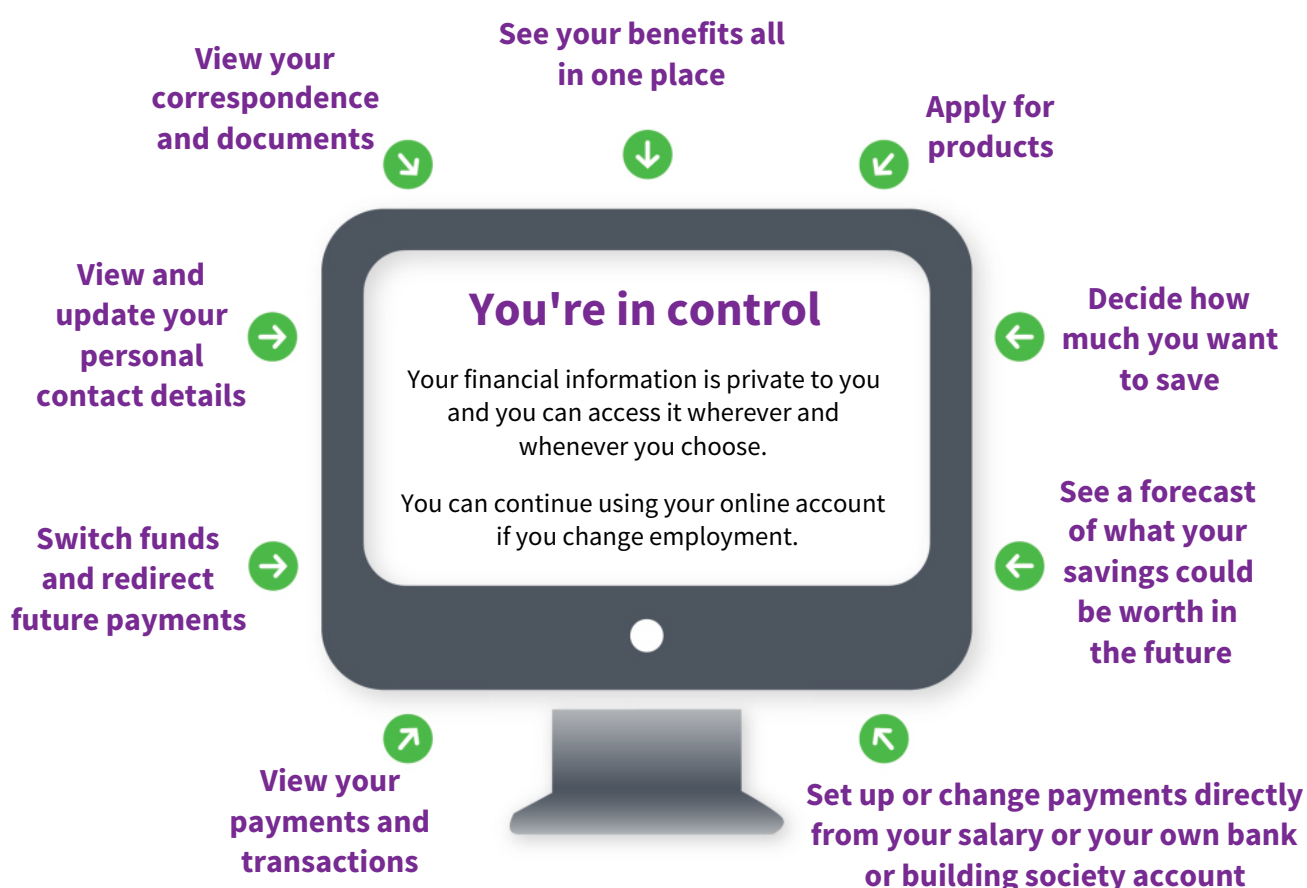 See your benefits all
in one place
View your
correspondence
and documents
Apply for
products
View and
update your
personal
contact details
You're in control
Your financial information is private to you
and you can access it wherever and
whenever you choose.
You can continue using your online account
if you change employment.
Decide how
much you want
to save
Switch funds
and redirect
future payments
See a forecast
of what your
savings could
be worth in
the future
View your
payments and
transactions
Set up or change payments directly
from your salary or your own bank
or building society account